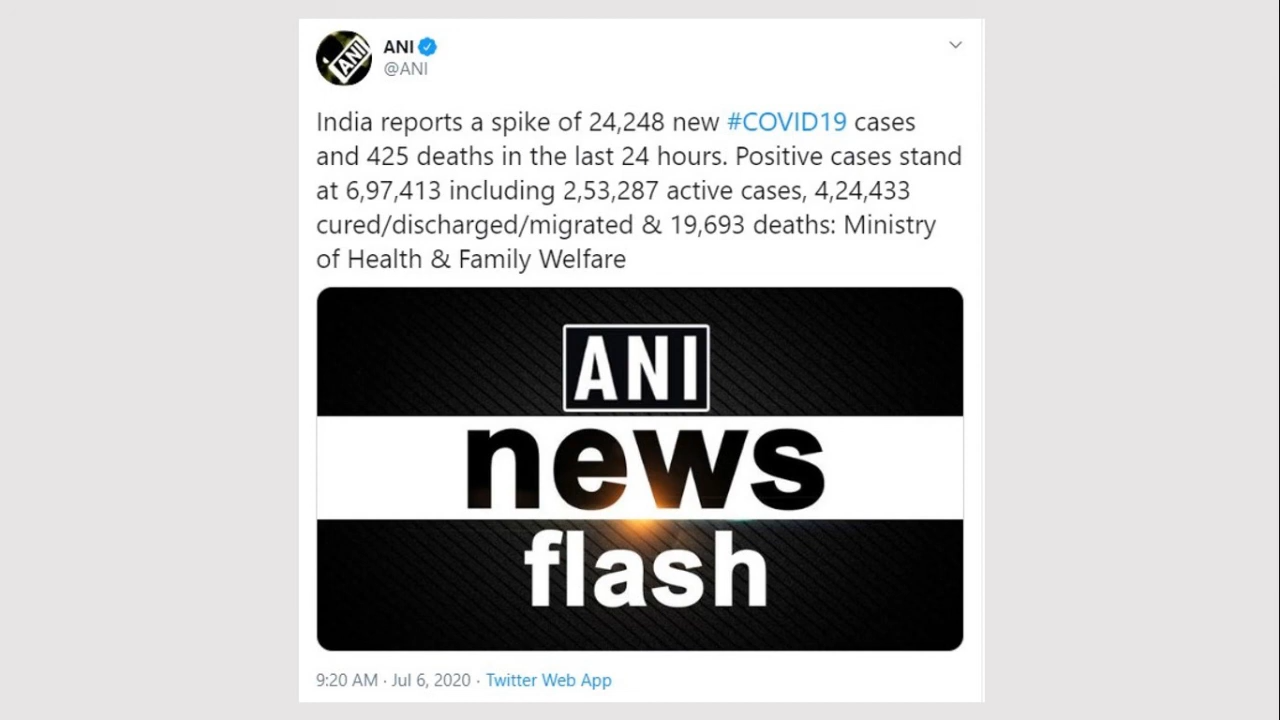 ANI
ANI
@ANI
India reports a spike of 24,248 new #COVID19 cases
and 425 deaths in the last 24 hours. Positive cases stand
at 6,97,413 including 2,53,287 active cases, 4,24,433
cured/discharged/migrated & 19,693 deaths: Ministry
of Health & Family Welfare
ANI
news
flash
9:20 AM · Jul 6, 2020 · Twitter Web App